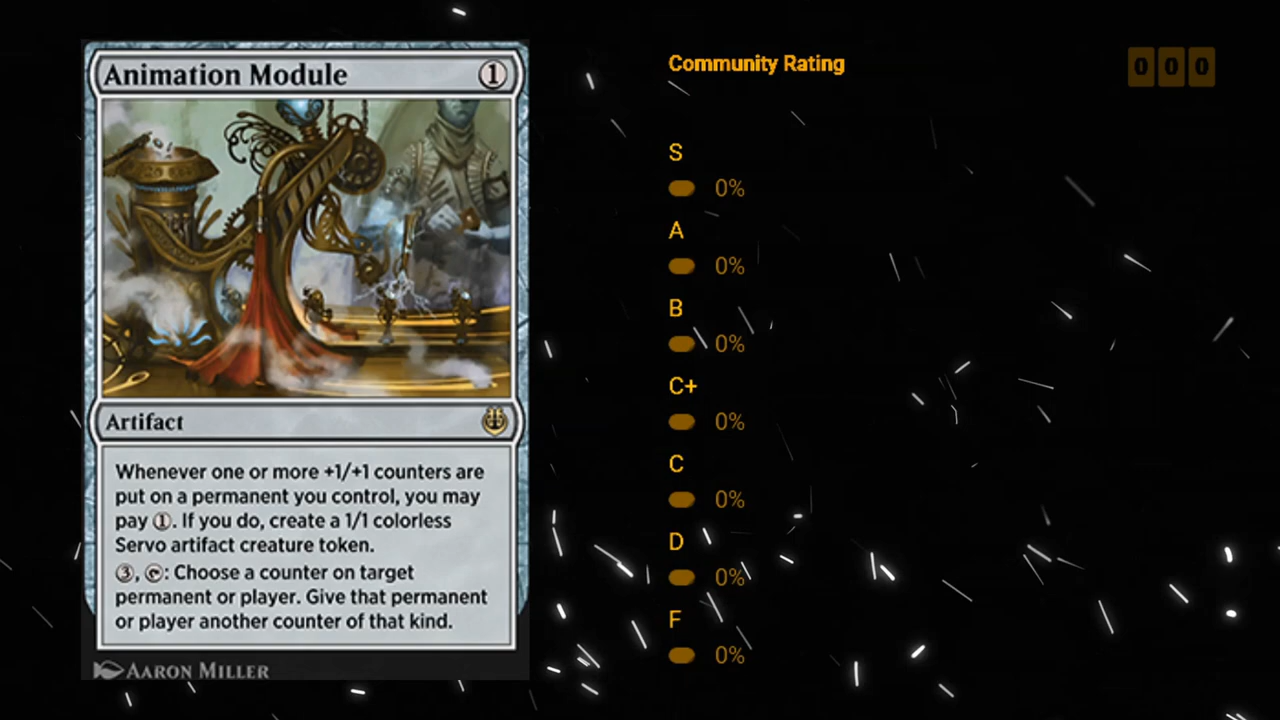 Animation Module 1
Artifact
Whenever one or more +1/+1 counters are
put on a permanent you control, you may
pay 1. If you do, create a 1/1 colorless
Servo artifact creature token.
3, T: Choose a counter on target
permanent or player. Give that permanent
or player another counter of that kind.
AARON MILLER
Community Rating
0 0 0
S
0%
A
0%
B
0%
C+
0%
C
0%
D
0%
F
0%